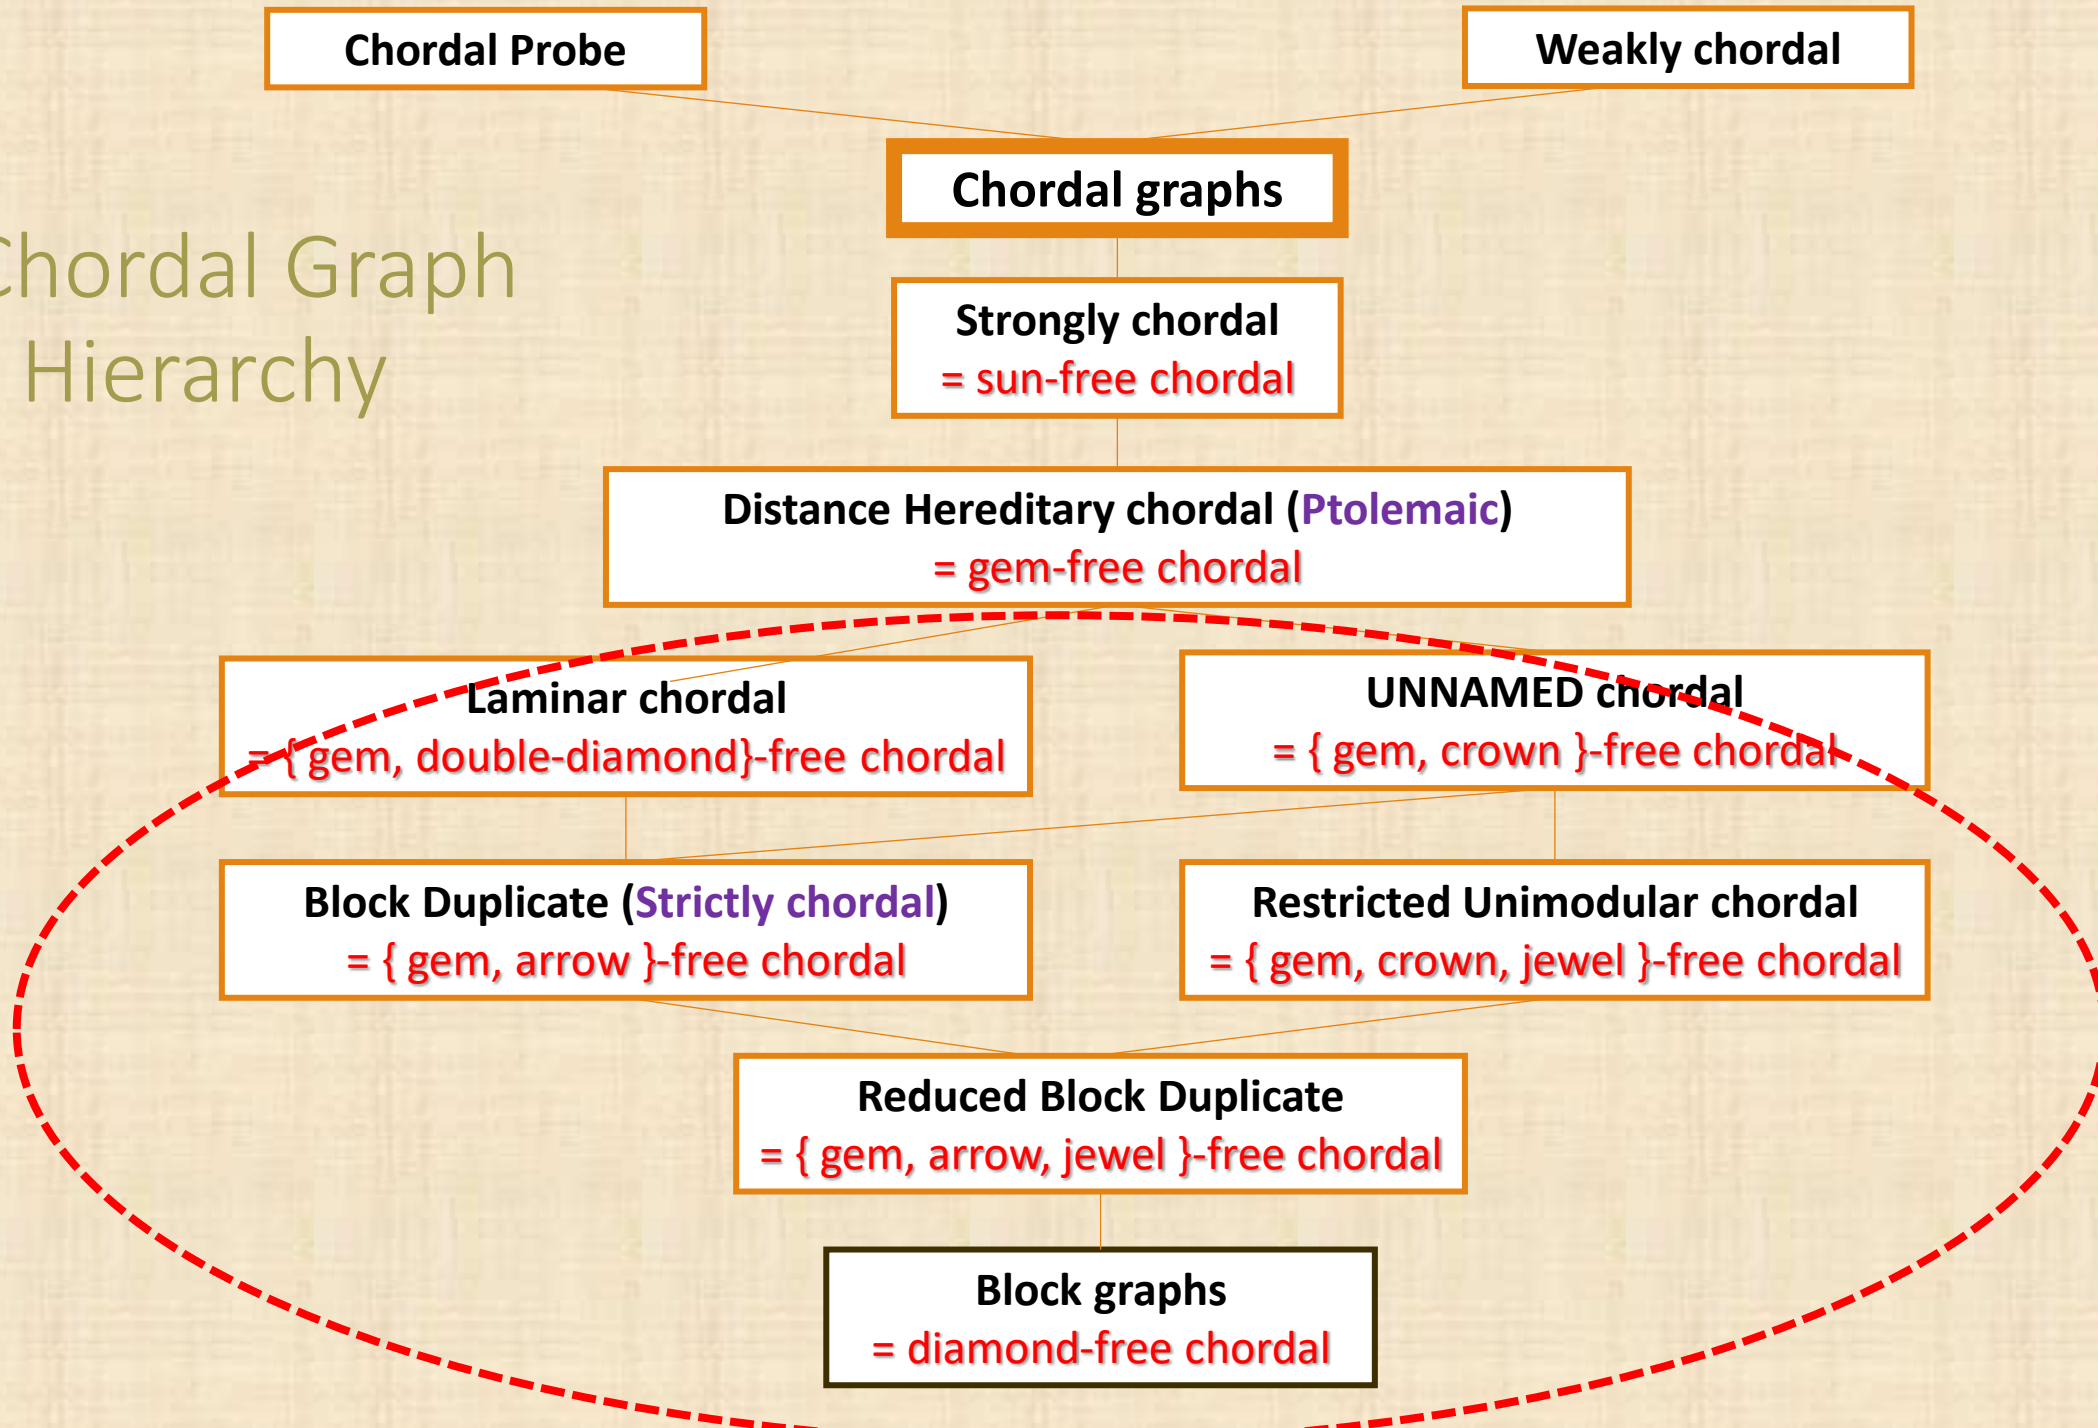 Chordal Probe
Weakly chordal
Chordal graphs
Chordal Graph
Hierarchy
Strongly chordal
= sun-free chordal
Distance Hereditary chordal (Ptolemaic)
= gem-free chordal
Laminar chordal
= { gem, double-diamond}-free chordal
UNNAMED chordal
= { gem, crown }-free chordal
Block Duplicate (Strictly chordal)
= { gem, arrow }-free chordal
Restricted Unimodular chordal
= { gem, crown, jewel }-free chordal
Reduced Block Duplicate
= { gem, arrow, jewel }-free chordal
Block graphs
= diamond-free chordal